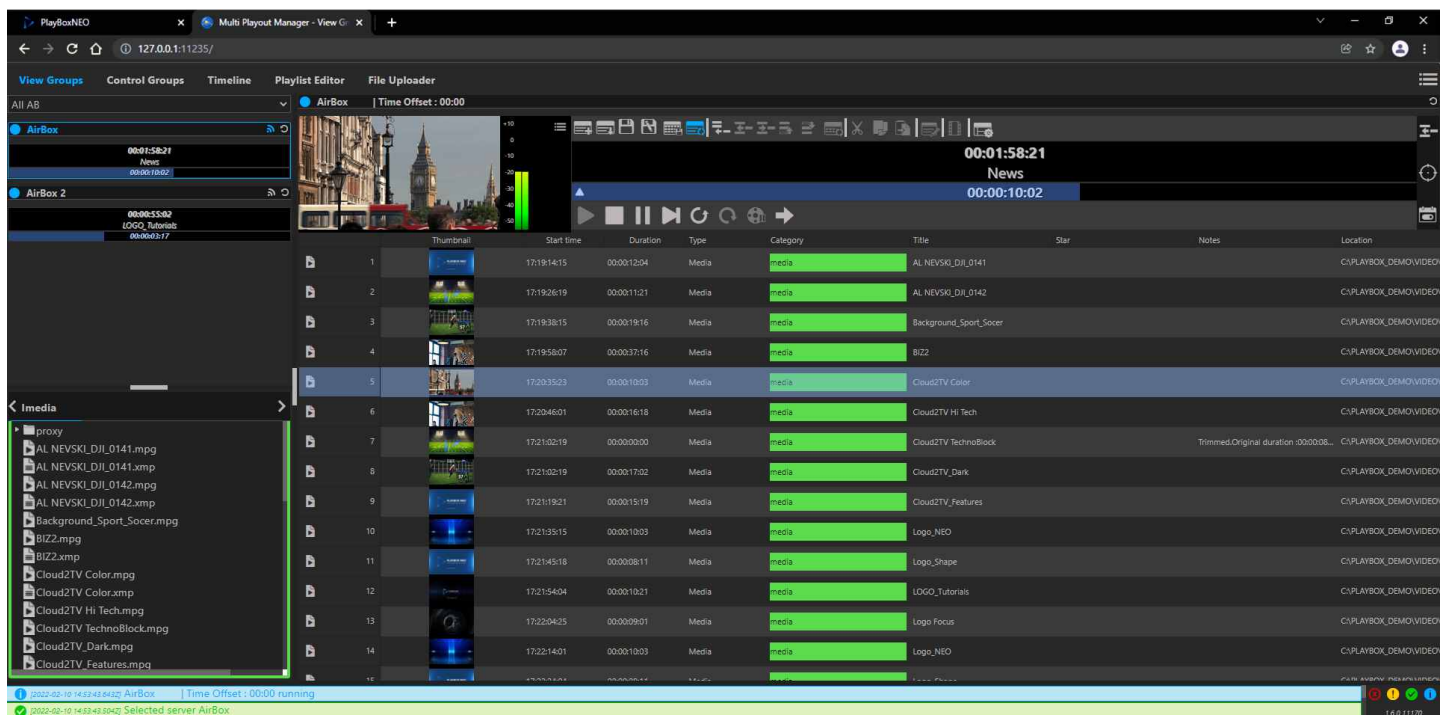 PlayBoxNEO
Multi Playout Manager - View Gr
127.0.0.1:11235/
View Groups Control Groups Timeline Playlist Editor File Uploader
All AB
AirBox | Time Offset : 00:00
AirBox
00:01:58:21
News
00:00:10:02
AirBox 2
00:00:55:02
LOGO_Tutorials
00:00:03:17
+10
0
-10
-20
-30
-40
-50
00:01:58:21
News
00:00:10:02
Thumbnail Start time Duration Type Category Title Star Notes Location
1 17:19:14:15 00:00:12:04 Media media AL NEVSKI_DJI_0141 C:\PLAYBOX_DEMO\VIDEO\
2 17:19:26:19 00:00:11:21 Media media AL NEVSKI_DJI_0142 C:\PLAYBOX_DEMO\VIDEO\
3 17:19:38:15 00:00:19:16 Media media Background_Sport_Socer C:\PLAYBOX_DEMO\VIDEO\
4 17:19:58:07 00:00:37:16 Media media BIZ2 C:\PLAYBOX_DEMO\VIDEO\
5 17:20:35:23 00:00:10:03 Media media Cloud2TV Color C:\PLAYBOX_DEMO\VIDEO\
6 17:20:46:01 00:00:16:18 Media media Cloud2TV Hi Tech C:\PLAYBOX_DEMO\VIDEO\
7 17:21:02:19 00:00:00:00 Media media Cloud2TV TechnoBlock Trimmed.Original duration :00:00:08... C:\PLAYBOX_DEMO\VIDEO\
8 17:21:02:19 00:00:17:02 Media media Cloud2TV_Dark C:\PLAYBOX_DEMO\VIDEO\
9 17:21:19:21 00:00:15:19 Media media Cloud2TV_Features C:\PLAYBOX_DEMO\VIDEO\
10 17:21:35:15 00:00:10:03 Media media Logo_NEO C:\PLAYBOX_DEMO\VIDEO\
11 17:21:45:18 00:00:08:11 Media media Logo_Shape C:\PLAYBOX_DEMO\VIDEO\
12 17:21:54:04 00:00:10:21 Media media LOGO_Tutorials C:\PLAYBOX_DEMO\VIDEO\
13 17:22:04:25 00:00:09:01 Media media Logo Focus C:\PLAYBOX_DEMO\VIDEO\
14 17:22:14:01 00:00:10:03 Media media Logo_NEO C:\PLAYBOX_DEMO\VIDEO\
15
Imedia
proxy
AL NEVSKI_DJI_0141.mpg
AL NEVSKI_DJI_0141.xmp
AL NEVSKI_DJI_0142.mpg
AL NEVSKI_DJI_0142.xmp
Background_Sport_Socer.mpg
BIZ2.mpg
BIZ2.xmp
Cloud2TV Color.mpg
Cloud2TV Color.xmp
Cloud2TV Hi Tech.mpg
Cloud2TV TechnoBlock.mpg
Cloud2TV_Dark.mpg
Cloud2TV_Features.mpg
[2022-02-10 14:53:43.843Z] AirBox | Time Offset : 00:00 running
[2022-02-10 14:53:43.504Z] Selected server AirBox
1.6.0.11170